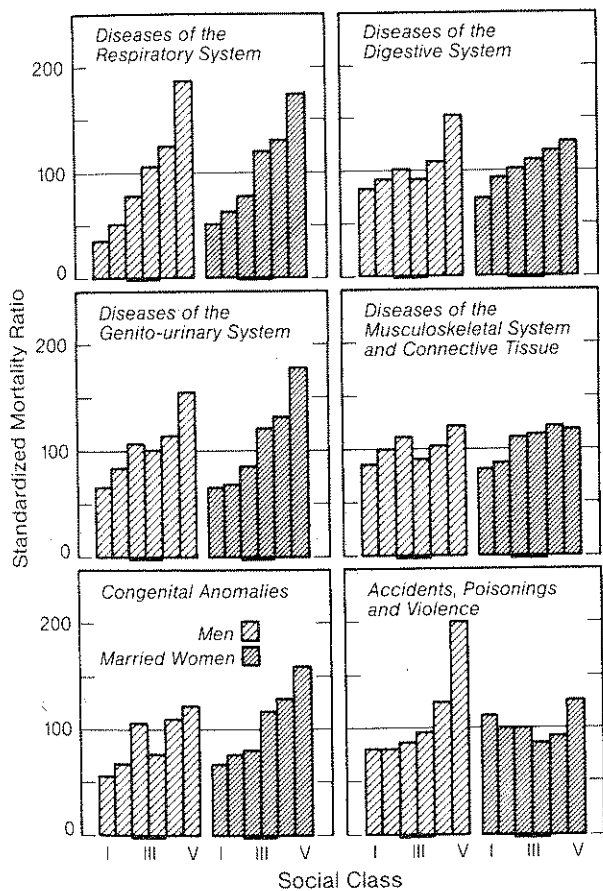 Diseases of the
Respiratory System
Diseases of the
Digestive System
200
100
0
Diseases of the
Genito-urinary System
Diseases of the
Musculoskeletal System
and Connective Tissue
200
100
0
Standardized Mortality Ratio
Congenital Anomalies
Men
Married Women
Accidents, Poisonings
and Violence
200
100
0
I III V I III V
I III V I III V
Social Class